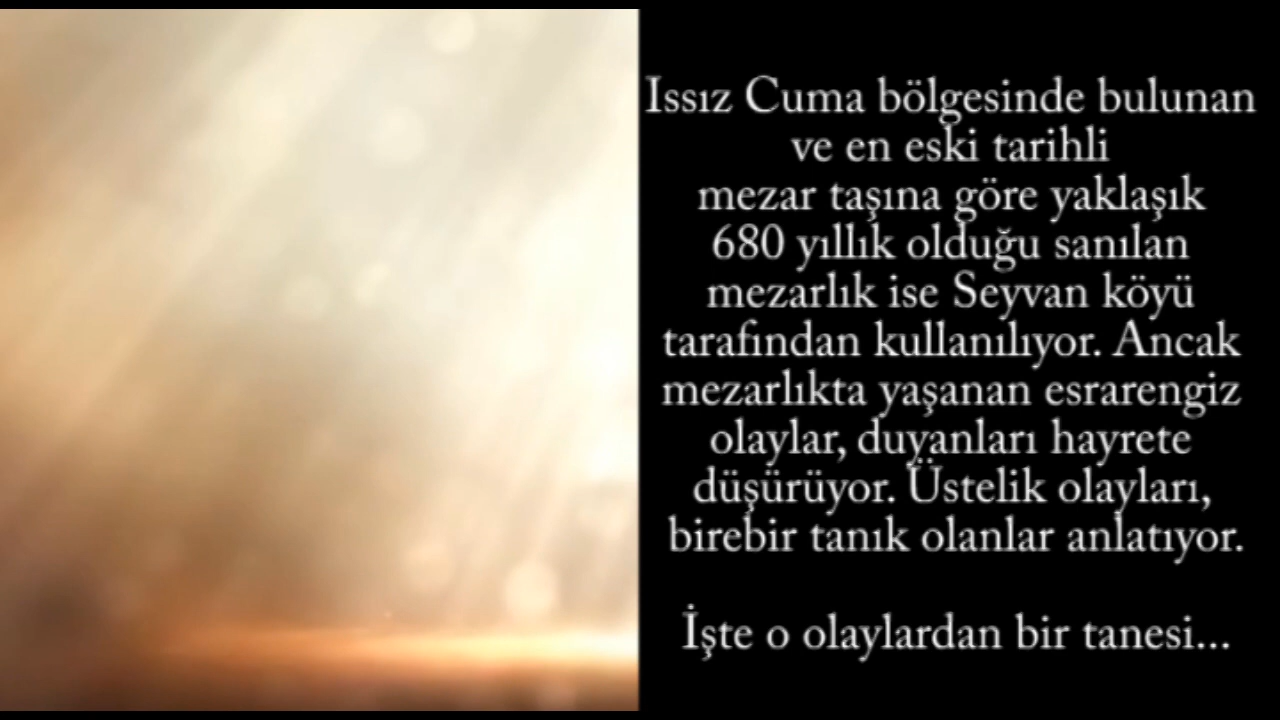 Issız Cuma bölgesinde bulunan
ve en eski tarihli
mezar taşına göre yaklaşık
680 yıllık olduğu sanılan
mezarlık ise Seyvan köyü
tarafından kullanılıyor. Ancak
mezarlıkta yaşanan esrarengiz
olaylar, duyanları hayrete
düşürüyor. Üstelik olayları,
birebir tanık olanlar anlatıyor.
İşte o olaylardan bir tanesi...